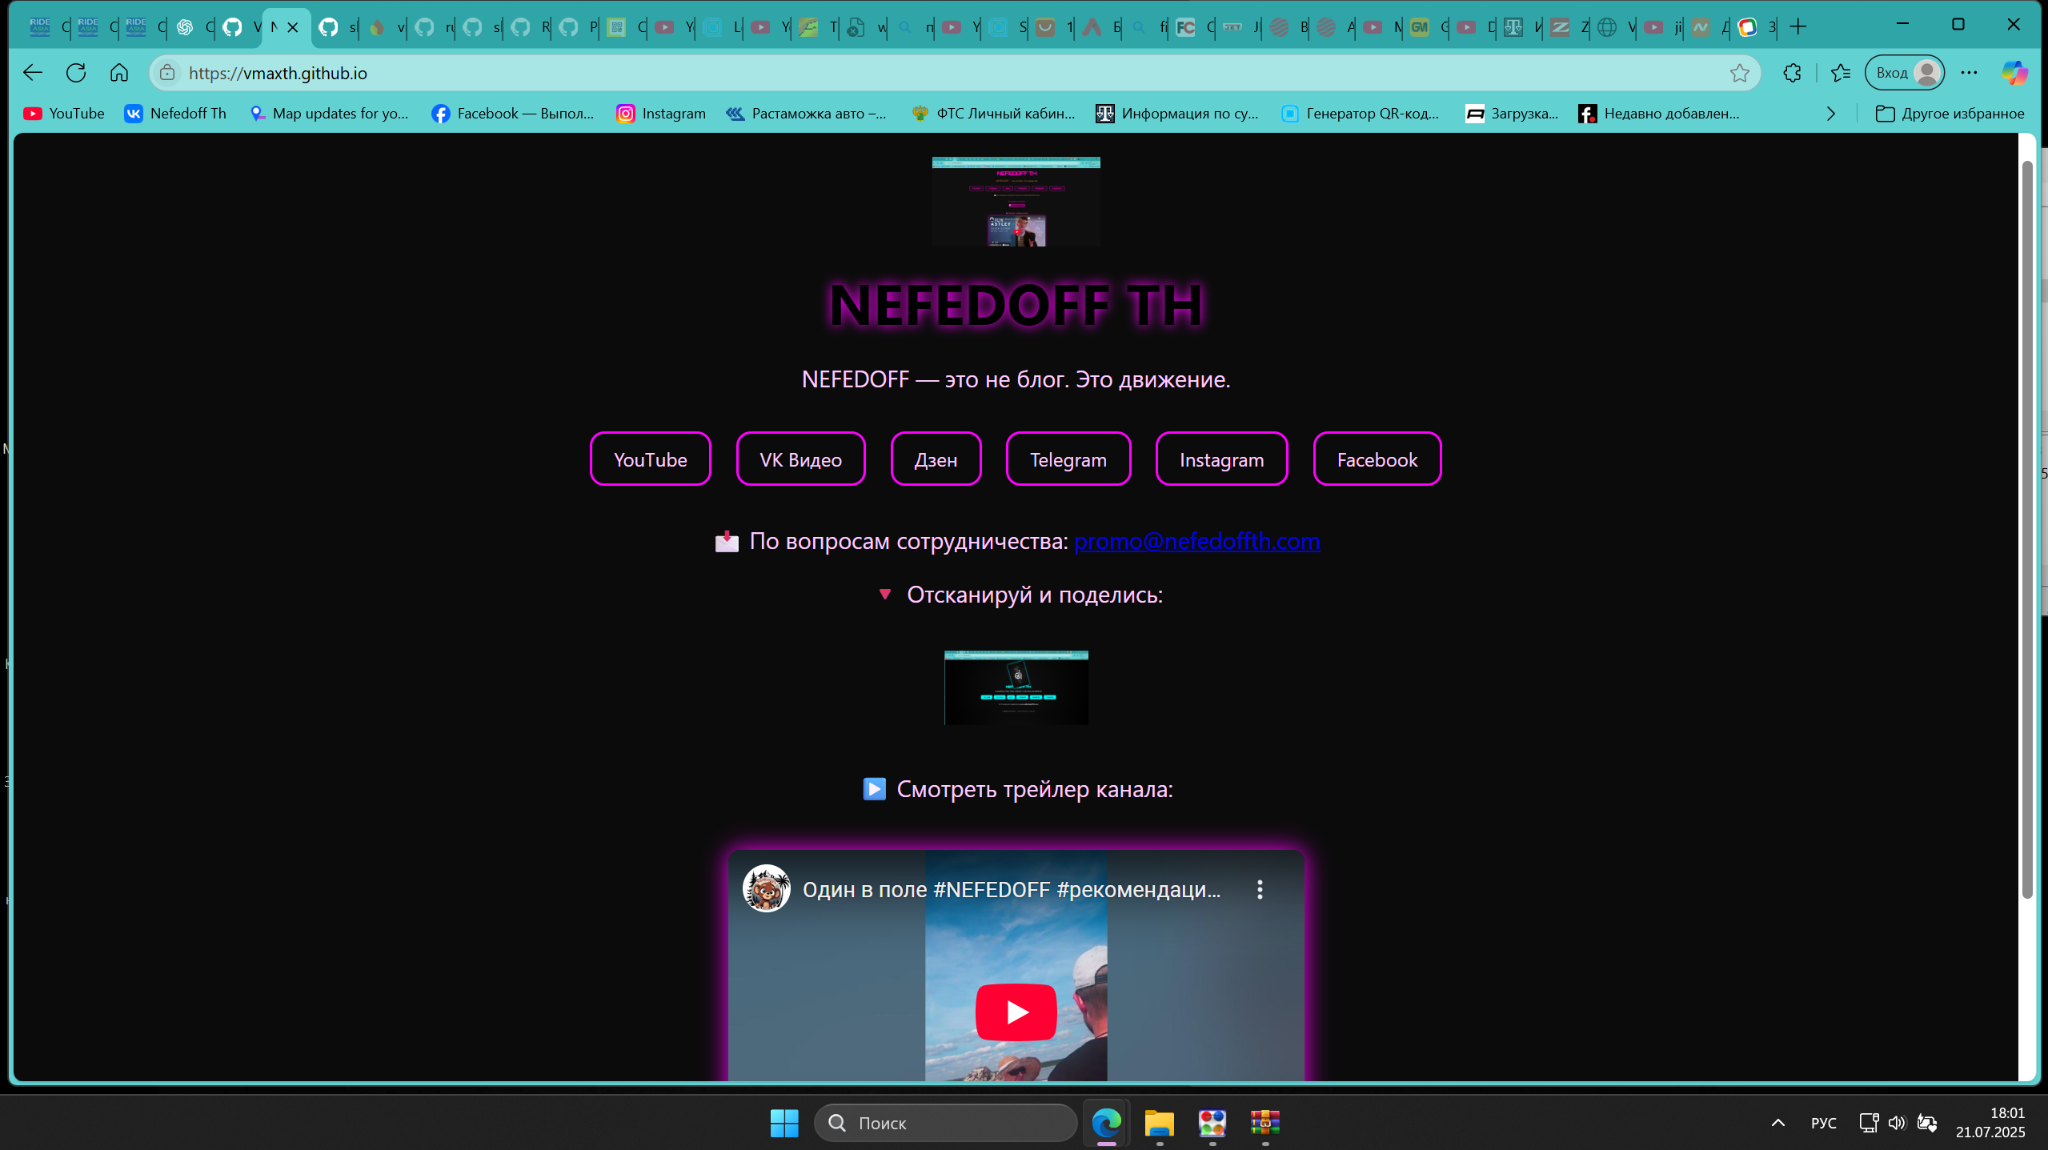 https://vmaxth.github.io
Вход
YouTube
Nefedoff Th
Map updates for yo...
Facebook — Выпол...
Instagram
Растаможка авто –...
ФТС Личный кабин...
Информация по су...
Генератор QR-код...
Загрузка...
Недавно добавлен...
Другое избранное
NEFEDOFF TH
NEFEDOFF TH
NEFEDOFF — это не блог. Это движение.
YouTube
VK Видео
Дзен
Telegram
Instagram
Facebook
По вопросам сотрудничества: promo@nefedoffth.com
Отсканируй и поделись:
Смотреть трейлер канала:
Один в поле #NEFEDOFF #рекомендаци...
Поиск
РУС
18:01
21.07.2025